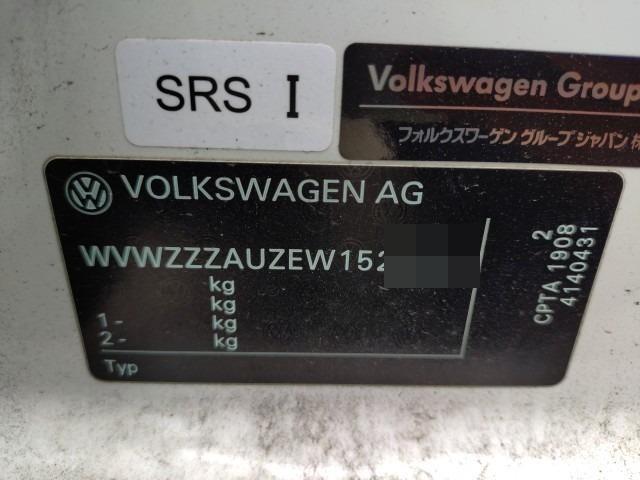 SRS I
Volkswagen Group
フォルクスワーゲン グループ ジャパン 株
VOLKSWAGEN AG
WVWZZZAUZEW152
kg
kg
1- kg
2- kg
Typ
2
CPTA 1908
4140431